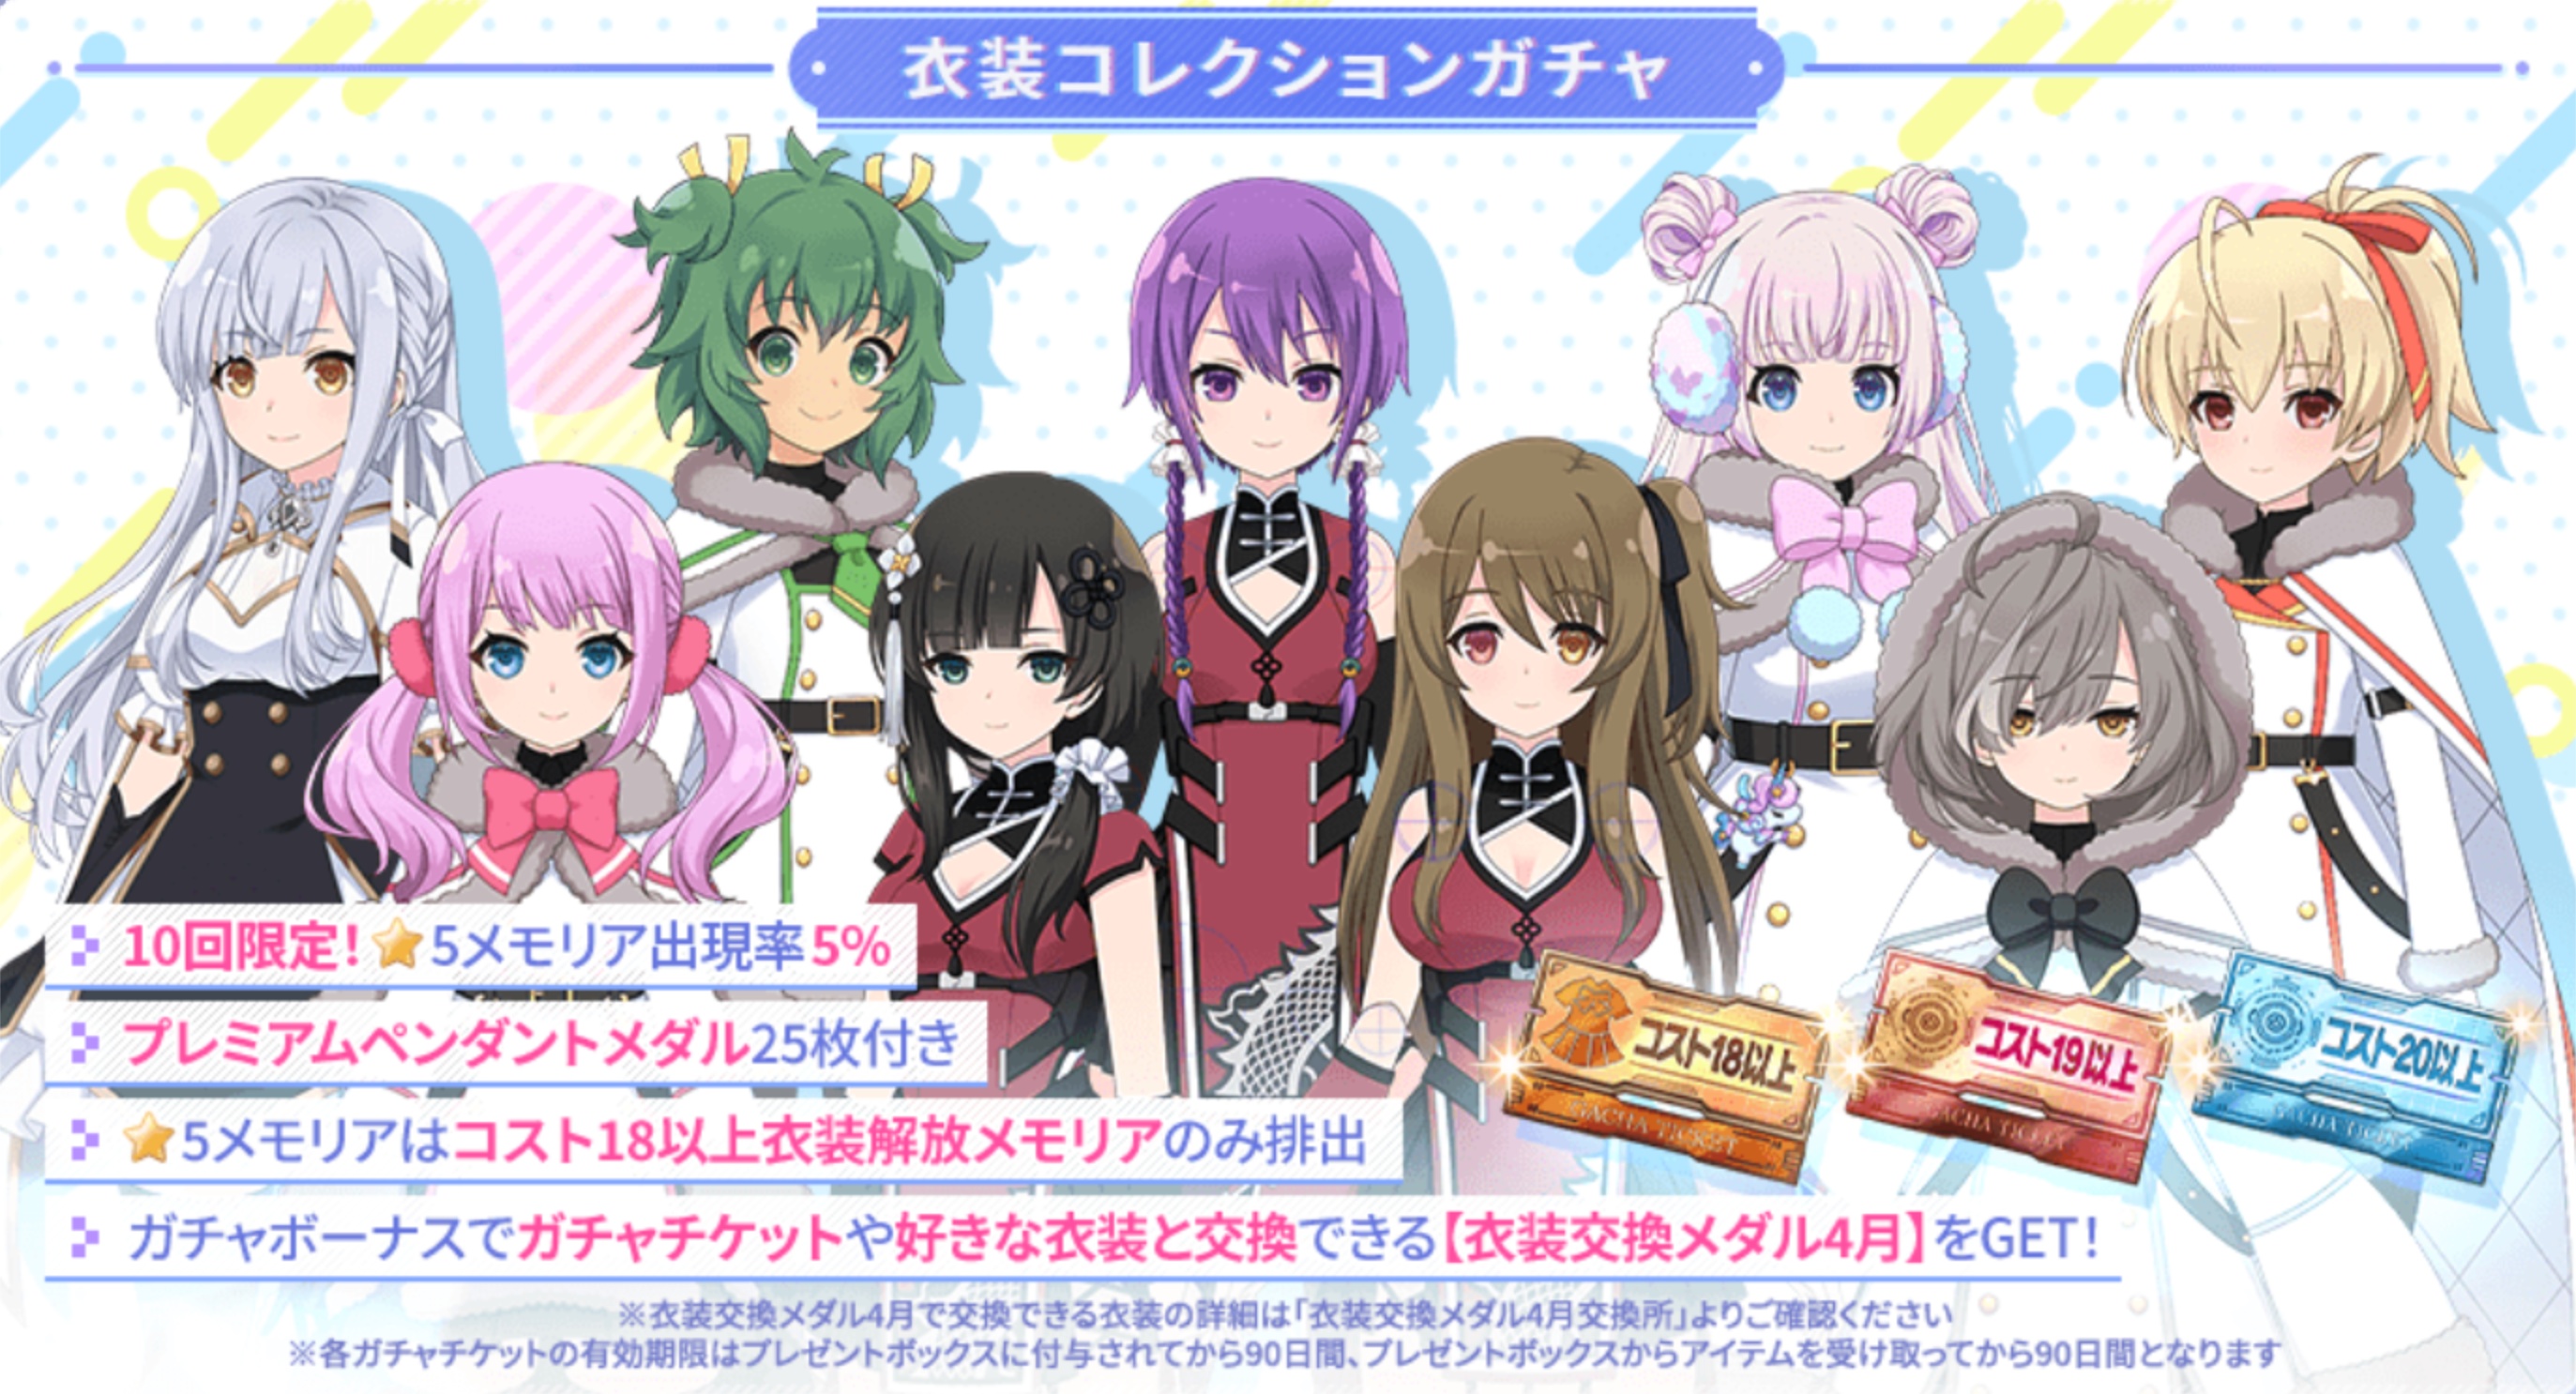 衣装コレクションガチャ
10回限定!⭐5メモリア出現率5%
プレミアムペンダントメダル25枚付き
⭐5メモリアはコスト18以上衣装解放メモリアのみ排出
コスト18以上
GACHA TICKET
コスト19以上
GACHA TICKET
コスト20以上
GACHA TICKET
ガチャボーナスでガチャチケットや好きな衣装と交換できる【衣装交換メダル4月】をGET!
※衣装交換メダル4月で交換できる衣装の詳細は「衣装交換メダル4月交換所」よりご確認ください
※各ガチャチケットの有効期限はプレゼントボックスに付与されてから90日間、プレゼントボックスからアイテムを受け取ってから90日間となります